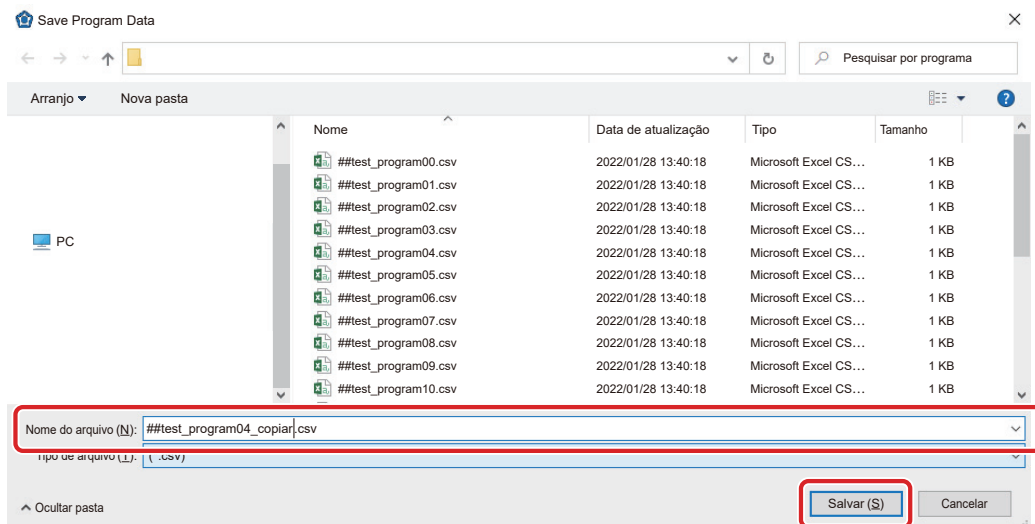 Save Program Data
Pesquisar por programa
Arranjo Nova pasta
Nome Data de atualização Tipo Tamanho
##test_program00.csv 2022/01/28 13:40:18 Microsoft Excel CS... 1 KB
##test_program01.csv 2022/01/28 13:40:18 Microsoft Excel CS... 1 KB
##test_program02.csv 2022/01/28 13:40:18 Microsoft Excel CS... 1 KB
##test_program03.csv 2022/01/28 13:40:18 Microsoft Excel CS... 1 KB
PC
##test_program04.csv 2022/01/28 13:40:18 Microsoft Excel CS... 1 KB
##test_program05.csv 2022/01/28 13:40:18 Microsoft Excel CS... 1 KB
##test_program06.csv 2022/01/28 13:40:18 Microsoft Excel CS... 1 KB
##test_program07.csv 2022/01/28 13:40:18 Microsoft Excel CS... 1 KB
##test_program08.csv 2022/01/28 13:40:18 Microsoft Excel CS... 1 KB
##test_program09.csv 2022/01/28 13:40:18 Microsoft Excel CS... 1 KB
##test_program10.csv 2022/01/28 13:40:18 Microsoft Excel CS... 1 KB
Nome do arquivo (N): ##test_program04_copiar.csv
Tipo de arquivo (T): (*.csv)
Ocultar pasta Salvar (S) Cancelar